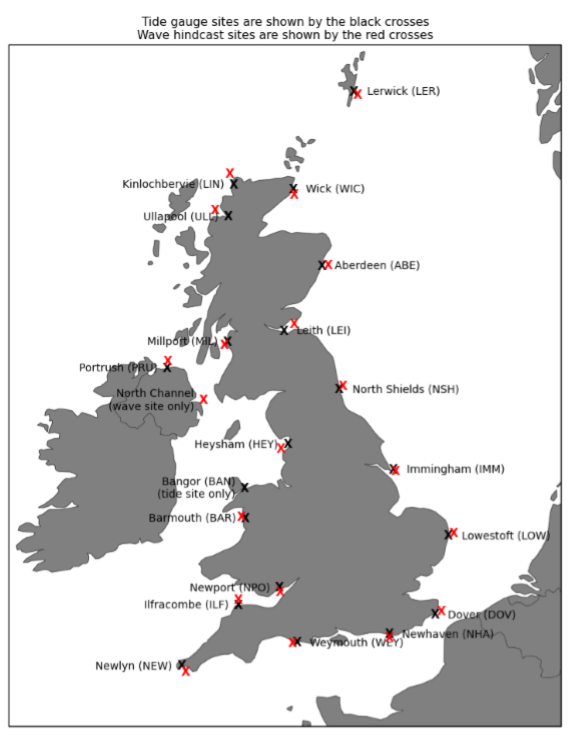 Tide gauge sites are shown by the black crosses
Wave hindcast sites are shown by the red crosses
Lerwick (LER)
Kinlochbervie (LIN)
Wick (WIC)
Ullapool (ULL)
Aberdeen (ABE)
Leith (LEI)
Millport (MIL)
Portrush (PRU)
North Shields (NSH)
North Channel
(wave site only)
Heysham (HEY)
Immingham (IMM)
Bangor (BAN)
(tide site only)
Barmouth (BAR)
Lowestoft (LOW)
Newport (NPO)
Ilfracombe (ILF)
Dover (DOV)
Newhaven (NHA)
Weymouth (WEY)
Newlyn (NEW)